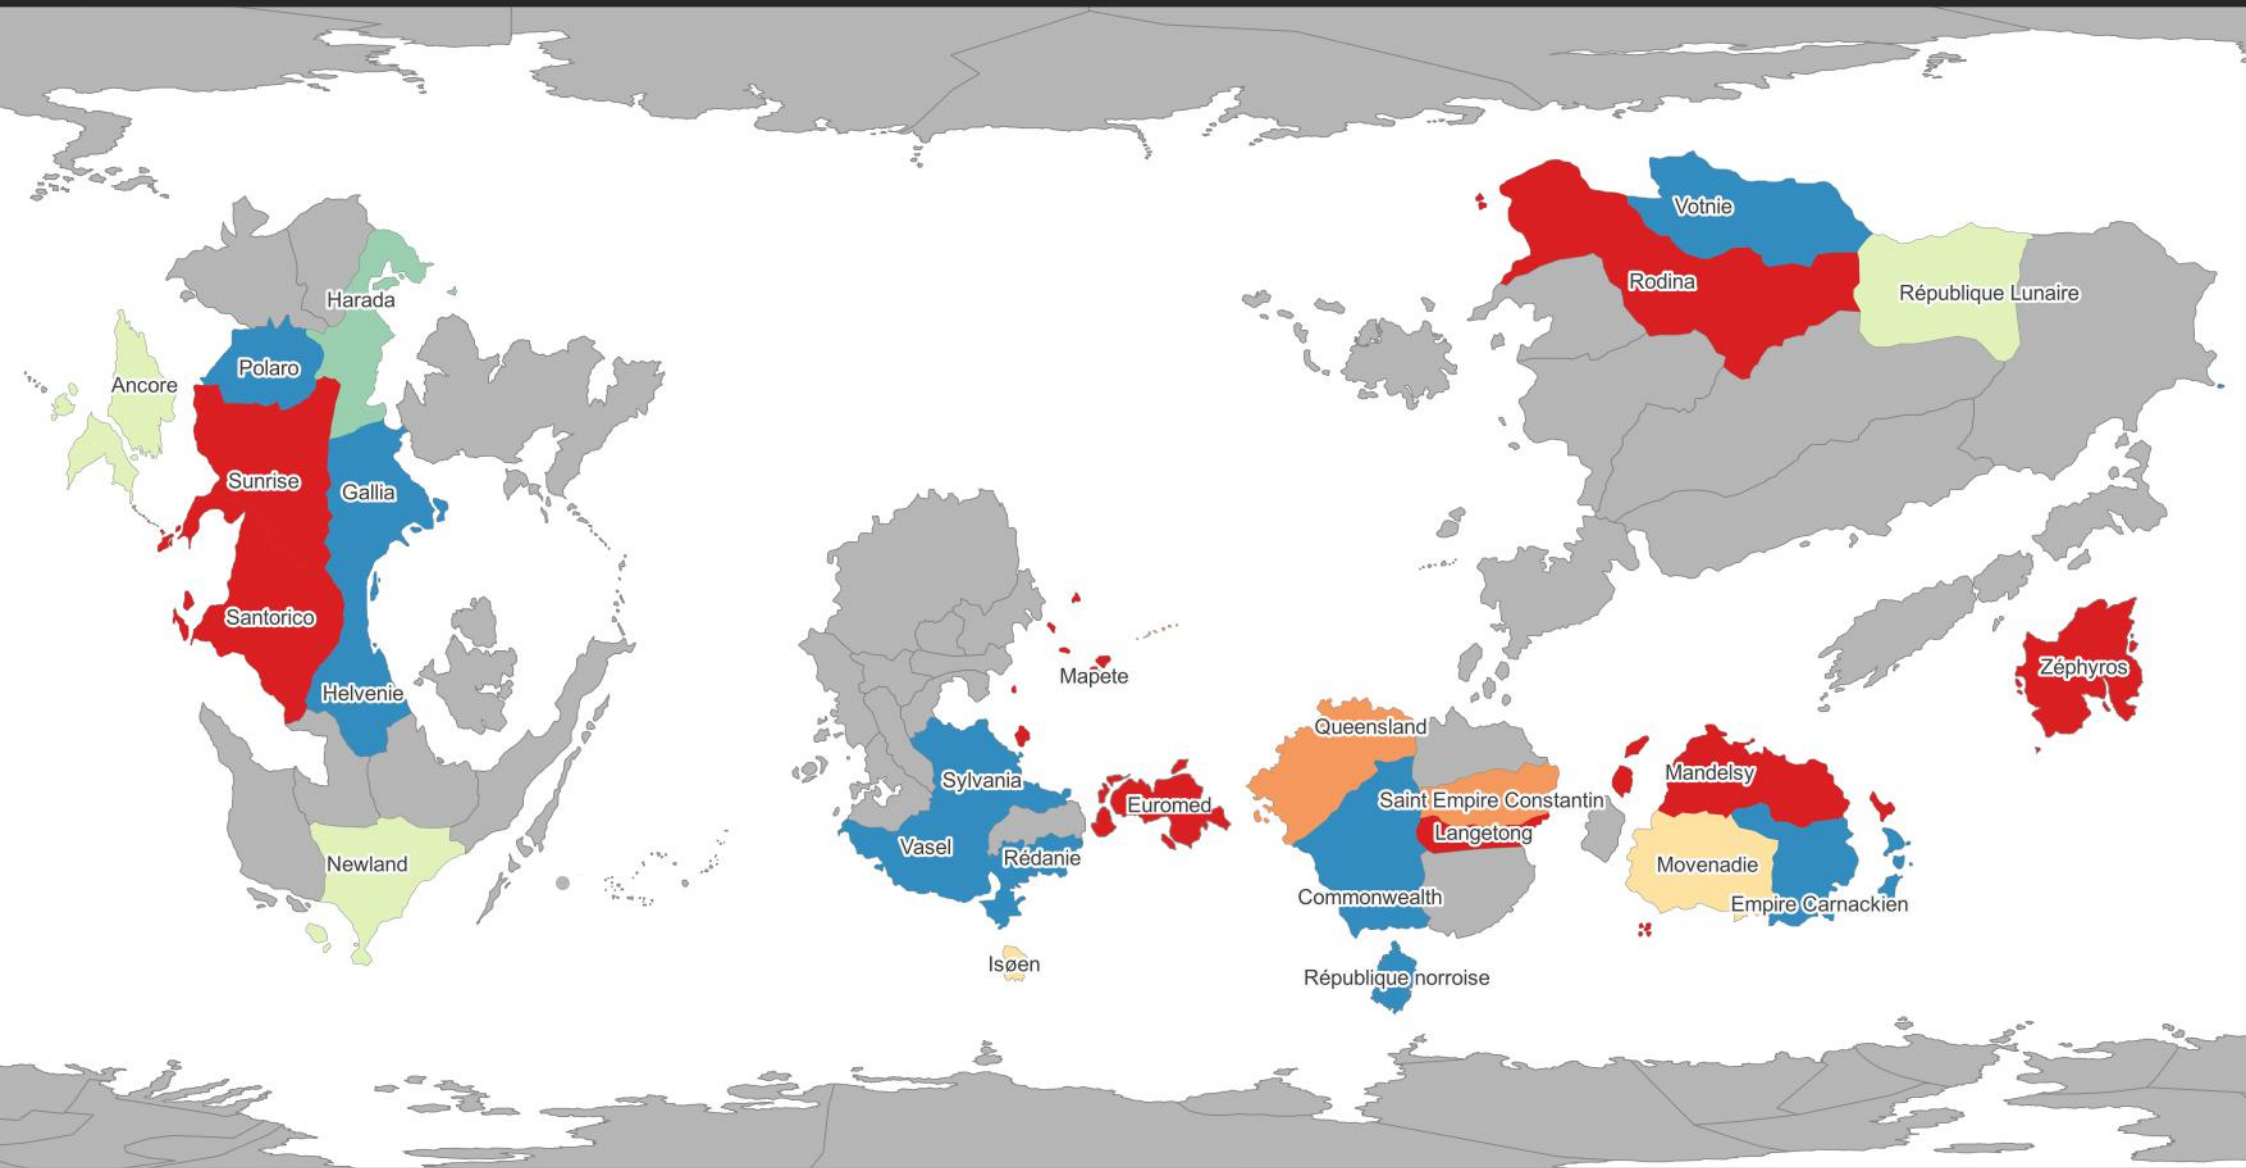 Votnie
Rodina
République Lunaire
Harada
Polaro
Ancore
Sunrise
Gallia
Santorico
Helvenie
Newland
Mapete
Sylvania
Euromed
Vasel
Rédanie
Isøen
Queensland
Saint Empire Constantin
Langetong
Commonwealth
République norroise
Zéphyros
Mandelsy
Movenadie
Empire Carnackien